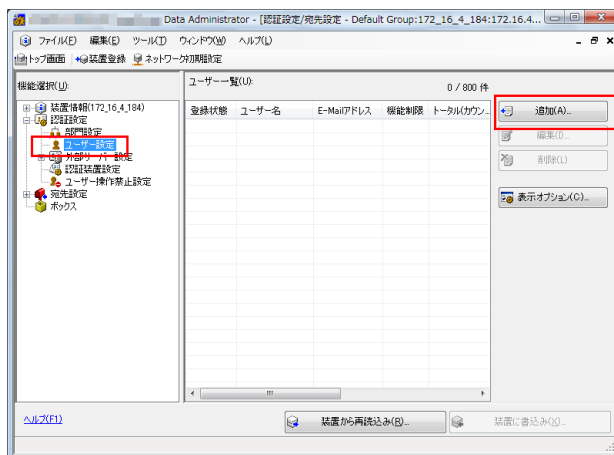 Data Administrator - [認証設定/宛先設定 - Default Group:172_16_4_184:172.16.4...
ファイル(F) 編集(E) ツール(T) ウィンドウ(W) ヘルプ(L)
トップ画面 装置登録 ネットワーク初期設定
機能選択(U):
ユーザー一覧(U):
0 / 800 件
装置情報(172_16_4_184)
認証設定
部門設定
ユーザー設定
外部サーバー設定
認証装置設定
ユーザー操作禁止設定
宛先設定
ボックス
登録状態 ユーザー名 E-Mailアドレス 機能制限 トータル(カウン...
追加(A)...
編集(I)...
削除(L)
表示オプション(C)...
ヘルプ(F1)
装置から再読込み(R)...
装置に書込み(X)...